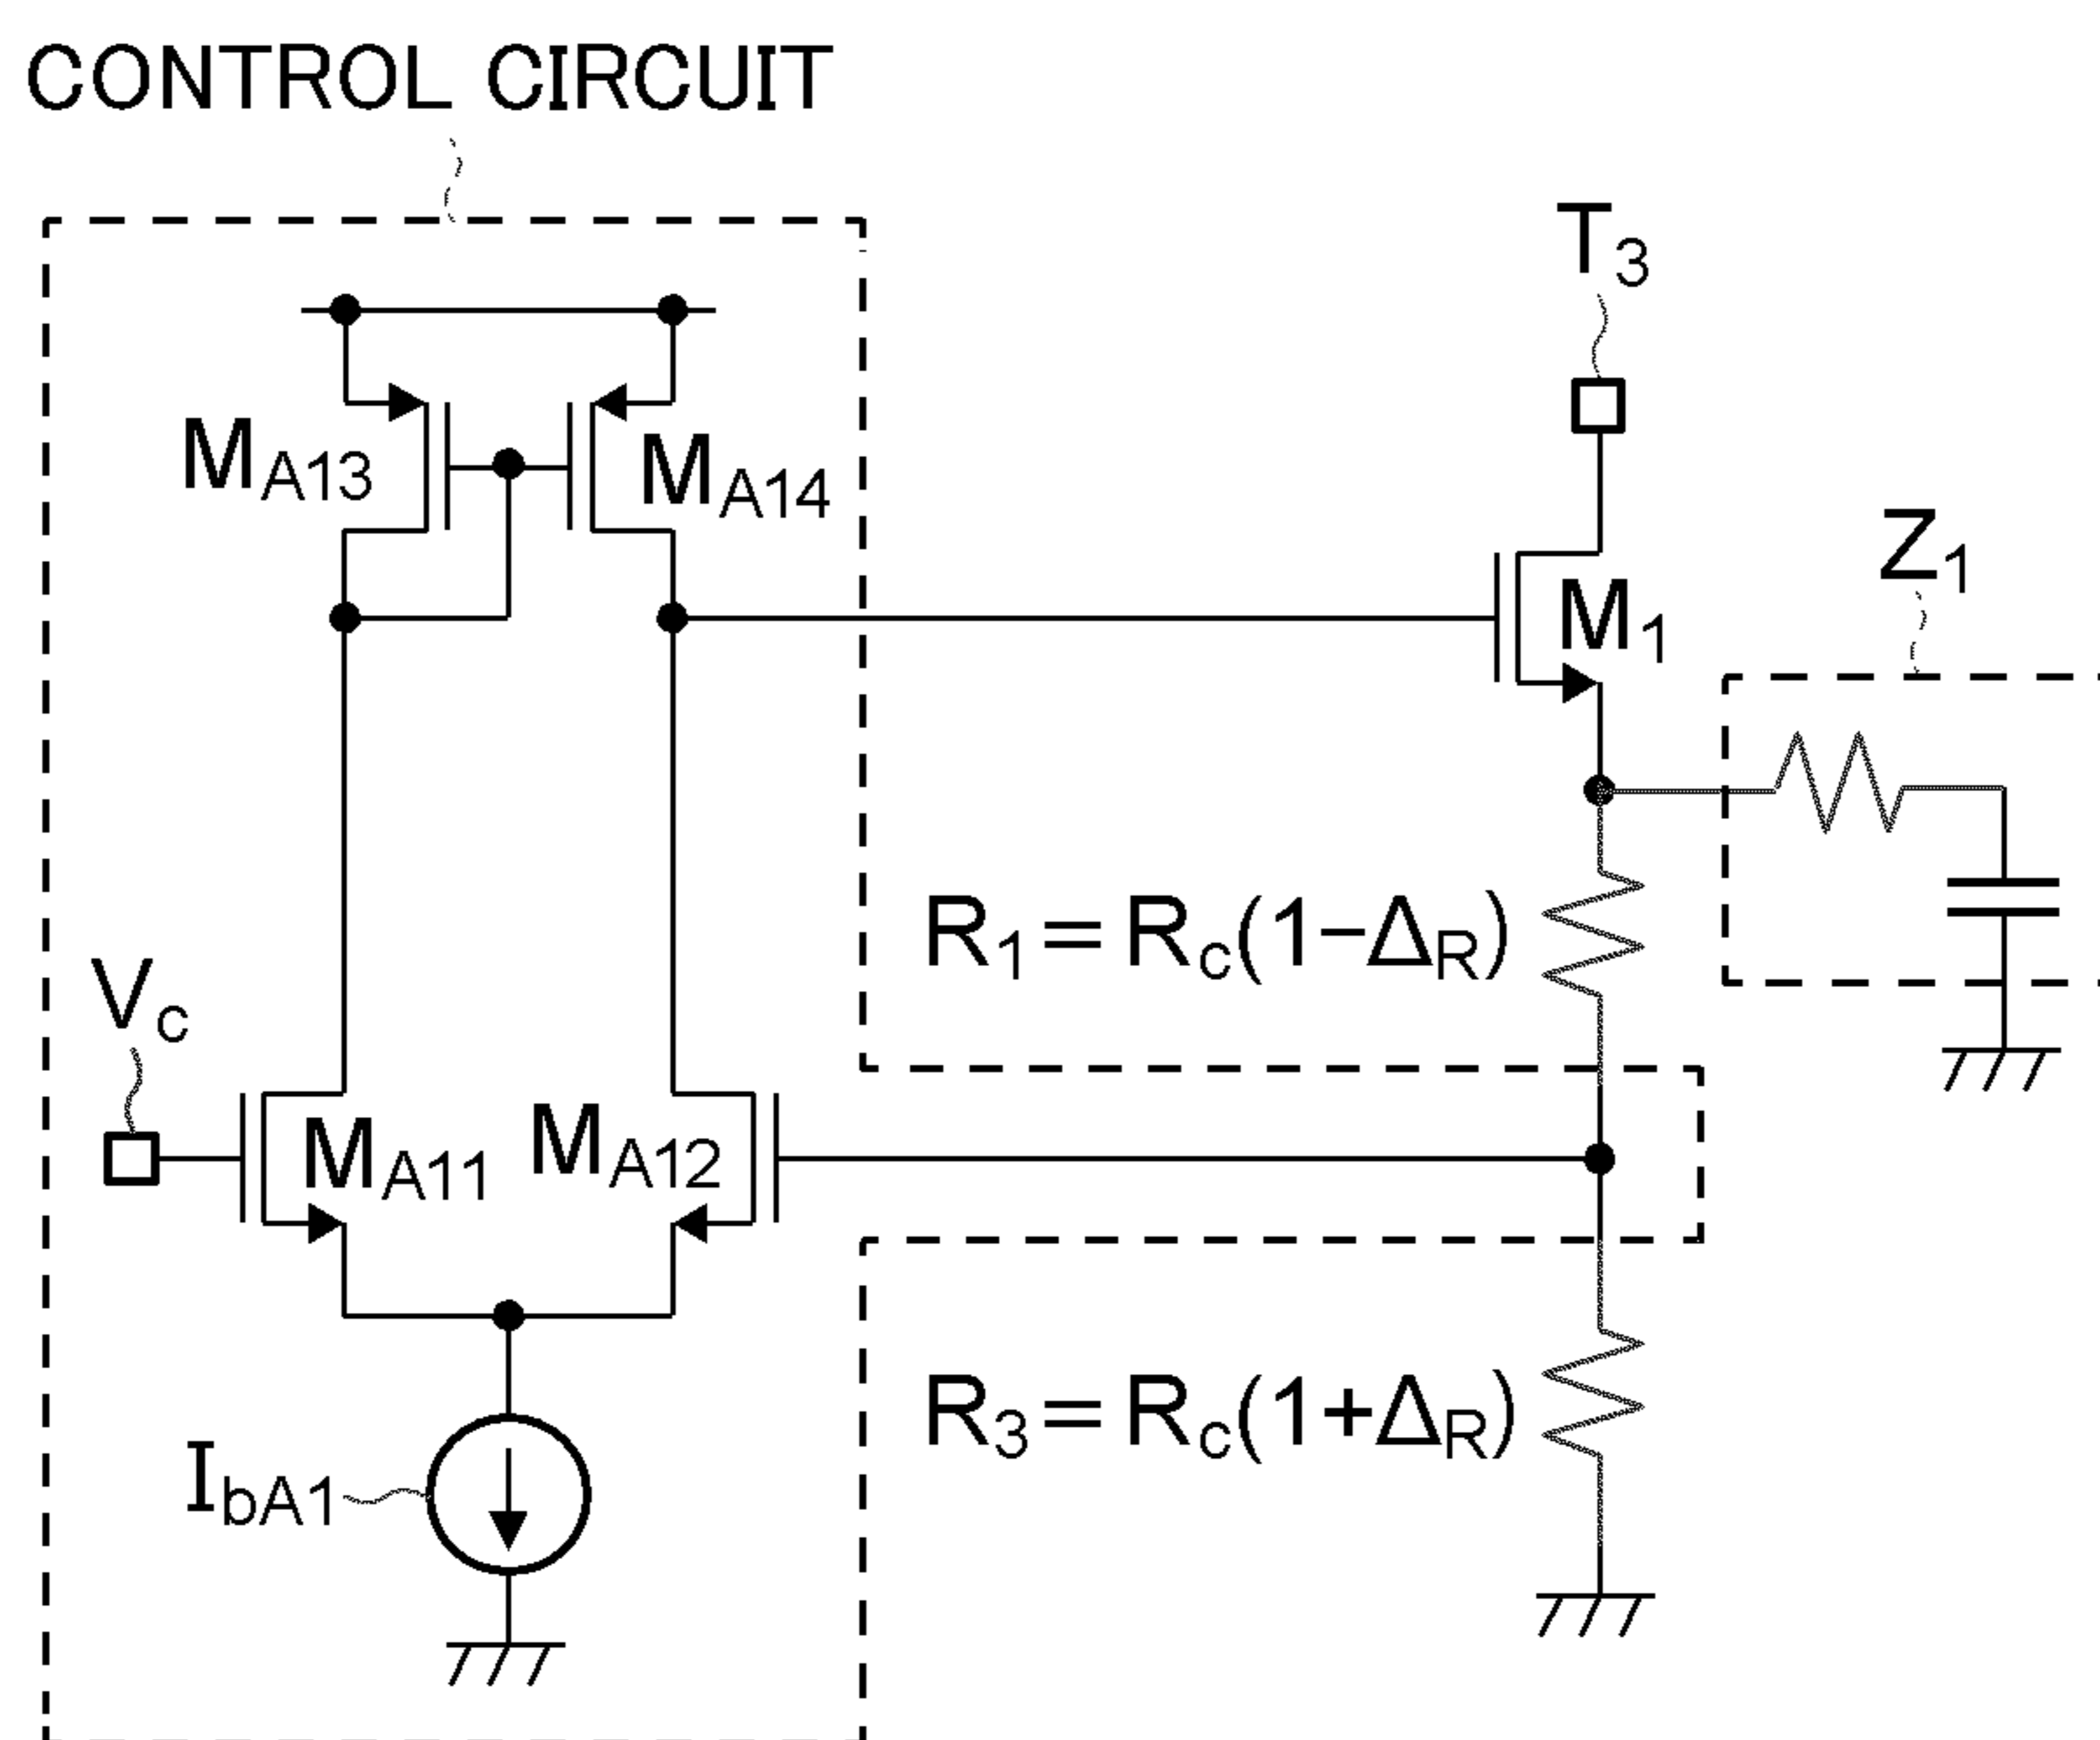 CONTROL CIRCUIT
T3
MA13
MA14
Z1
M1
R1=Rc(1−ΔR)
Vc
MA11
MA12
R3=Rc(1+ΔR)
IbA1